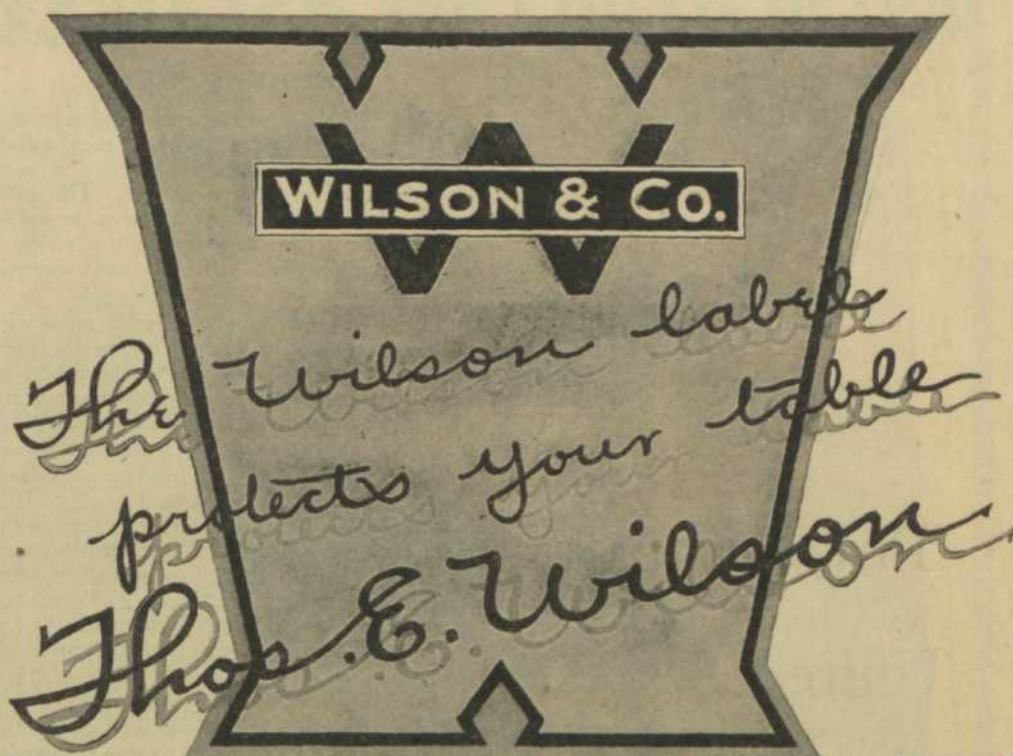 WILSON & CO.
The Wilson label
protects your table
Thos. E. Wilson